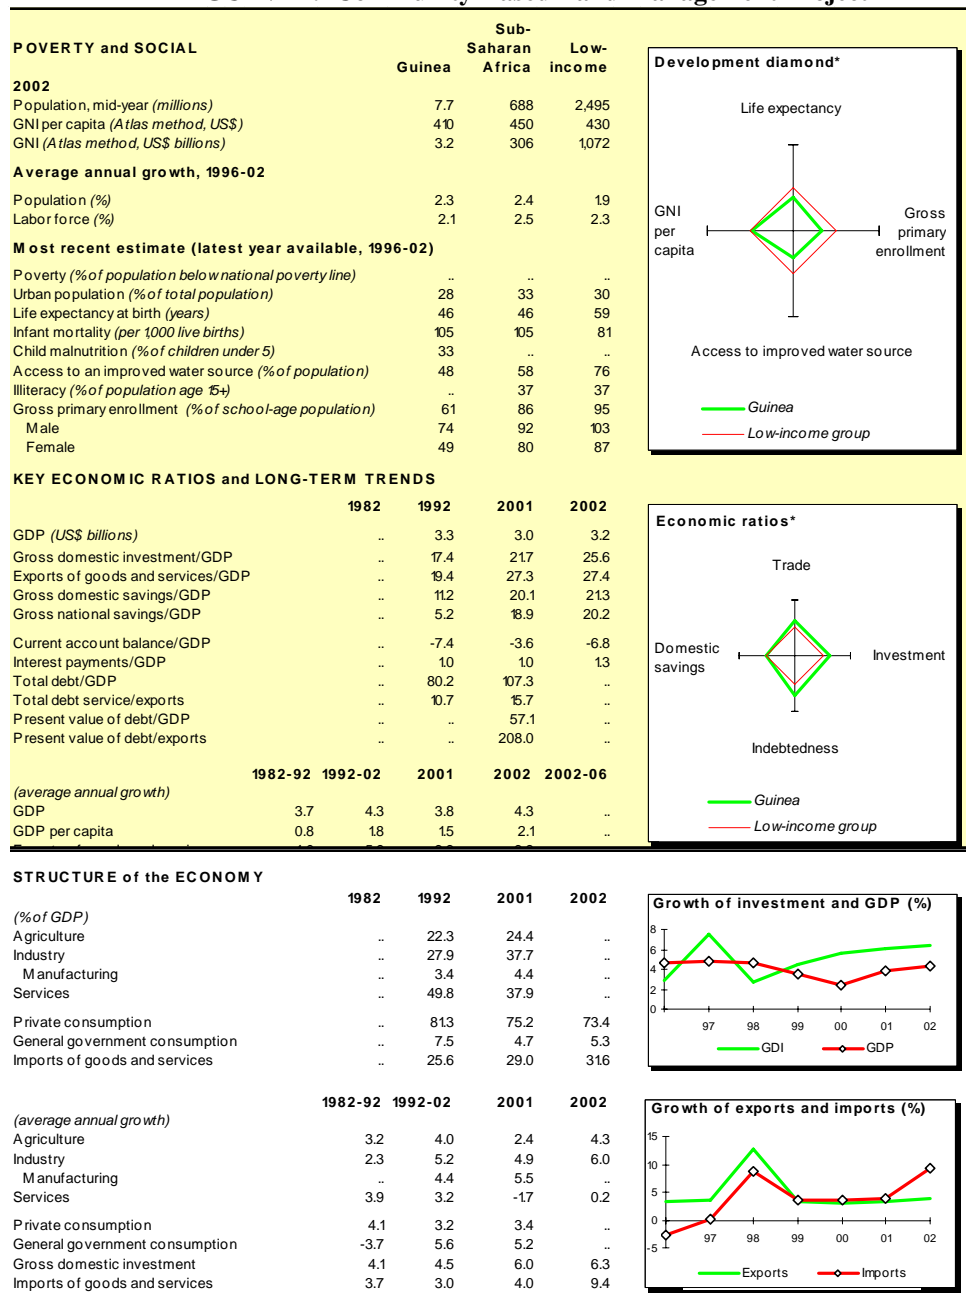 Sub-
POVERTY and SOCIAL Saharan Low-
Guinea Africa income
2002
Population, mid-year (millions) 7.7 688 2,495
GNI per capita (Atlas method, US$) 410 450 430
GNI (Atlas method, US$ billions) 3.2 306 1,072
Average annual growth, 1996-02
Population (%) 2.3 2.4 1.9
Labor force (%) 2.1 2.5 2.3
Most recent estimate (latest year available, 1996-02)
Poverty (% of population below national poverty line) .. .. ..
Urban population (% of total population) 28 33 30
Life expectancy at birth (years) 46 46 59
Infant mortality (per 1,000 live births) 105 105 81
Child malnutrition (% of children under 5) 33 .. ..
Access to an improved water source (% of population) 48 58 76
Illiteracy (% of population age 15+) .. 37 37
Gross primary enrollment (% of school-age population) 61 86 95
Male 74 92 103
Female 49 80 87
Development diamond*
Life expectancy
GNI
per
capita
Gross
primary
enrollment
Access to improved water source
Guinea
Low-income group
KEY ECONOMIC RATIOS and LONG-TERM TRENDS
1982 1992 2001 2002
GDP (US$ billions) .. 3.3 3.0 3.2
Gross domestic investment/GDP .. 17.4 21.7 25.6
Exports of goods and services/GDP .. 19.4 27.3 27.4
Gross domestic savings/GDP .. 11.2 20.1 21.3
Gross national savings/GDP .. 5.2 18.9 20.2
Current account balance/GDP .. -7.4 -3.6 -6.8
Interest payments/GDP .. 1.0 1.0 1.3
Total debt/GDP .. 80.2 107.3 ..
Total debt service/exports .. 10.7 15.7 ..
Present value of debt/GDP .. .. 57.1 ..
Present value of debt/exports .. .. 208.0 ..
1982-92 1992-02 2001 2002 2002-06
(average annual growth)
GDP 3.7 4.3 3.8 4.3 ..
GDP per capita 0.8 1.8 1.5 2.1 ..
Economic ratios*
Trade
Domestic
savings
Investment
Indebtedness
Guinea
Low-income group
STRUCTURE of the ECONOMY
1982 1992 2001 2002
(% of GDP)
Agriculture .. 22.3 24.4 ..
Industry .. 27.9 37.7 ..
Manufacturing .. 3.4 4.4 ..
Services .. 49.8 37.9 ..
Private consumption .. 81.3 75.2 73.4
General government consumption .. 7.5 4.7 5.3
Imports of goods and services .. 25.6 29.0 31.6
Growth of investment and GDP (%)
8
6
4
2
0
97 98 99 00 01 02
GDI GDP
1982-92 1992-02 2001 2002
(average annual growth)
Agriculture 3.2 4.0 2.4 4.3
Industry 2.3 5.2 4.9 6.0
Manufacturing .. 4.4 5.5 ..
Services 3.9 3.2 -1.7 0.2
Private consumption 4.1 3.2 3.4 ..
General government consumption -3.7 5.6 5.2 ..
Gross domestic investment 4.1 4.5 6.0 6.3
Imports of goods and services 3.7 3.0 4.0 9.4
Growth of exports and imports (%)
15
10
5
0
-5
97 98 99 00 01 02
Exports Imports